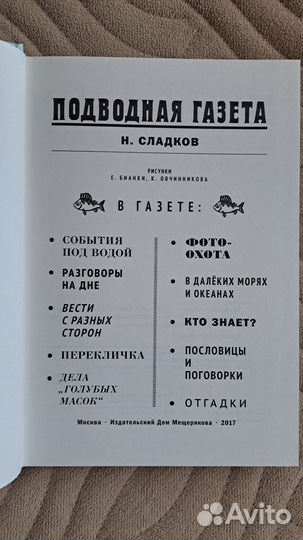 ПОДВОДНАЯ ГАЗЕТА
Н. СЛАДКОВ
РИСУНКИ
Е. БИАНКИ, К. ОВЧИННИКОВА
В ГАЗЕТЕ:
• СОБЫТИЯ
ПОД ВОДОЙ
• РАЗГОВОРЫ
НА ДНЕ
• ВЕСТИ
С РАЗНЫХ
СТОРОН
• ПЕРЕКЛИЧКА
• ДЕЛА
„ГОЛУБЫХ
МАСОК“
• ФОТО-
ОХОТА
• В ДАЛЁКИХ МОРЯХ
И ОКЕАНАХ
• КТО ЗНАЕТ?
• ПОСЛОВИЦЫ
И
ПОГОВОРКИ
• ОТГАДКИ
Москва · Издательский Дом Мещерякова · 2017
Avito